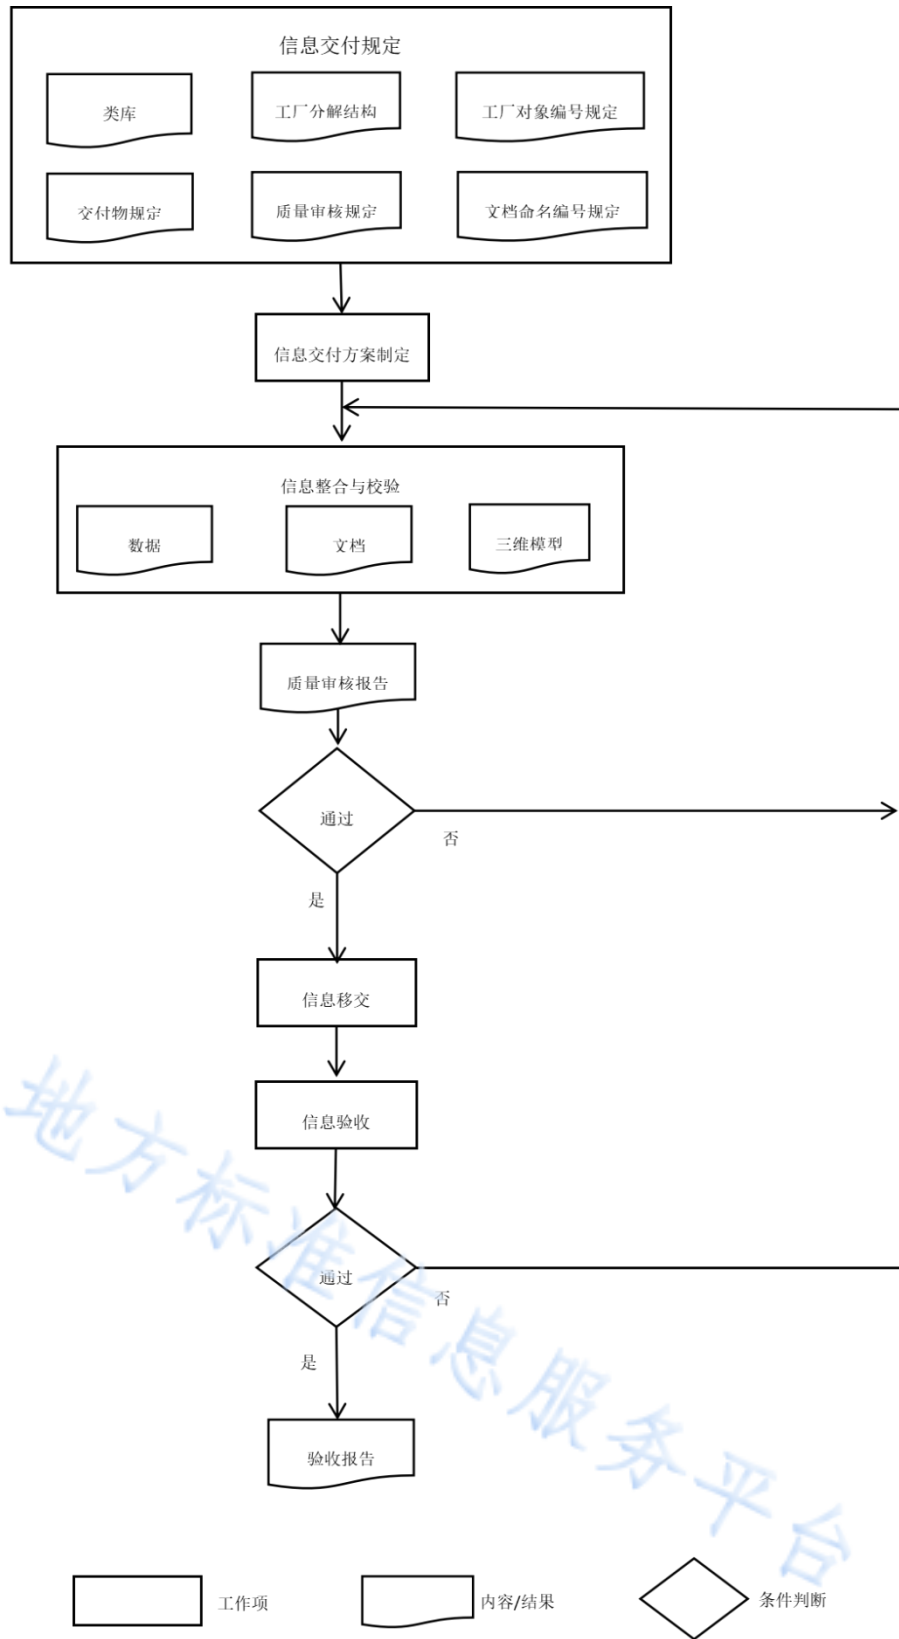 信息交付规定
类库
工厂分解结构
工厂对象编号规定
交付物规定
质量审核规定
文档命名编号规定
信息交付方案制定
信息整合与校验
数据
文档
三维模型
质量审核报告
通过
否
是
信息移交
信息验收
通过
否
是
验收报告
工作项
内容/结果
条件判断
地方标准信息服务平台